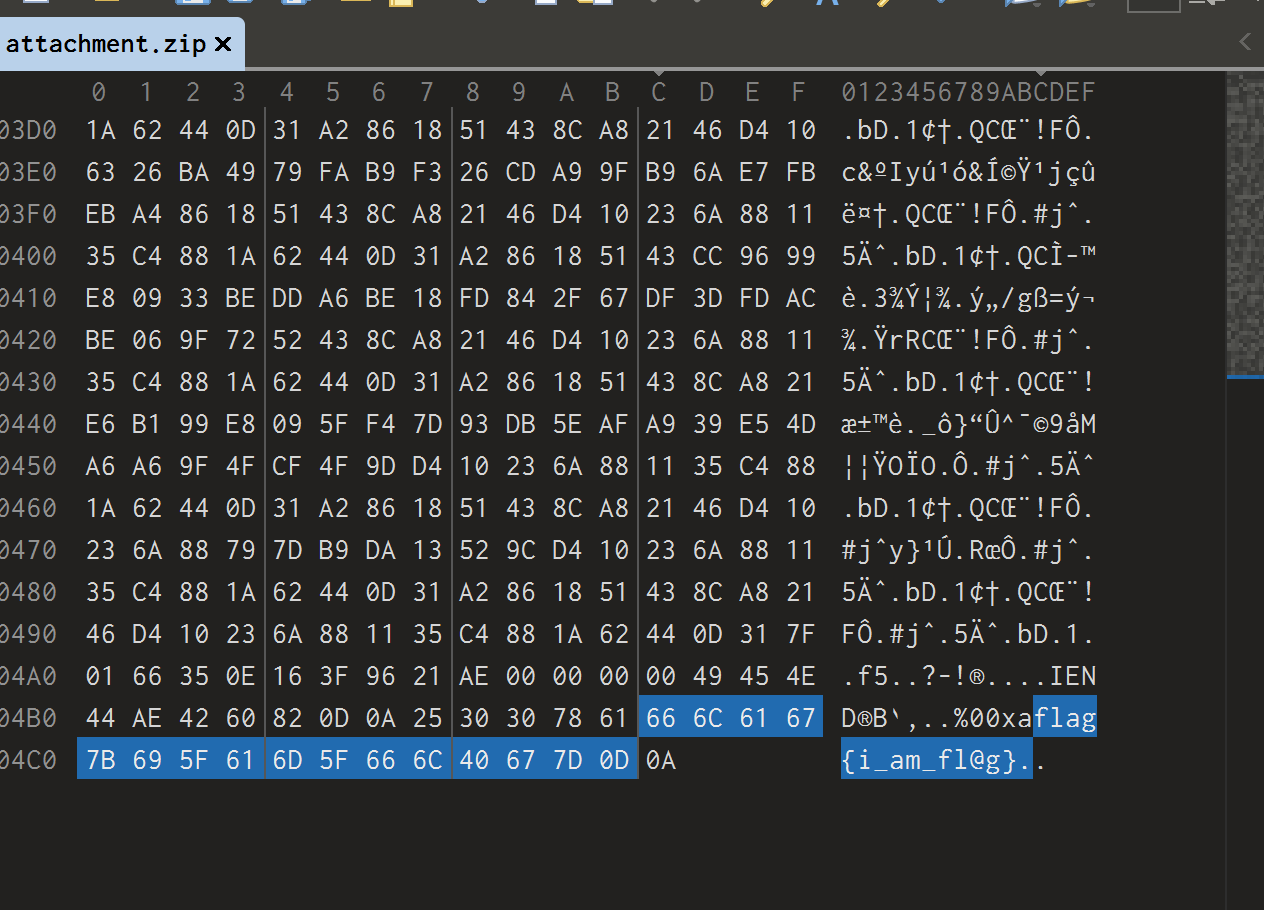 attachment.zip
0 1 2 3 4 5 6 7 8 9 A B C D E F 0123456789ABCDEF
03D0 1A 62 44 0D 31 A2 86 18 51 43 8C A8 21 46 D4 10 .bD.1¢†.QCŒ¨!FÔ.
03E0 63 26 BA 49 79 FA B9 F3 26 CD A9 9F B9 6A E7 FB c&ºIyú¹ó&Í©Ÿ¹jçû
03F0 EB A4 86 18 51 43 8C A8 21 46 D4 10 23 6A 88 11 ë¤†.QCŒ¨!FÔ.#jˆ.
0400 35 C4 88 1A 62 44 0D 31 A2 86 18 51 43 CC 96 99 5Äˆ.bD.1¢†.QCÌ–™
0410 E8 09 33 BE DD A6 BE 18 FD 84 2F 67 DF 3D FD AC è.3¾Ý¦¾.ý„/gß=ý¬
0420 BE 06 9F 72 52 43 8C A8 21 46 D4 10 23 6A 88 11 ¾.ŸrRCŒ¨!FÔ.#jˆ.
0430 35 C4 88 1A 62 44 0D 31 A2 86 18 51 43 8C A8 21 5Äˆ.bD.1¢†.QCŒ¨!
0440 E6 B1 99 E8 09 5F F4 7D 93 DB 5E AF A9 39 E5 4D æ±™è._ô}“Û^¯©9åM
0450 A6 A6 9F 4F CF 4F 9D D4 10 23 6A 88 11 35 C4 88 ¦¦ŸOÏO.Ô.#jˆ.5Äˆ
0460 1A 62 44 0D 31 A2 86 18 51 43 8C A8 21 46 D4 10 .bD.1¢†.QCŒ¨!FÔ.
0470 23 6A 88 79 7D B9 DA 13 52 9C D4 10 23 6A 88 11 #jˆy}¹Ú.RœÔ.#jˆ.
0480 35 C4 88 1A 62 44 0D 31 A2 86 18 51 43 8C A8 21 5Äˆ.bD.1¢†.QCŒ¨!
0490 46 D4 10 23 6A 88 11 35 C4 88 1A 62 44 0D 31 7F FÔ.#jˆ.5Äˆ.bD.1.
04A0 01 66 35 0E 16 3F 96 21 AE 00 00 00 00 49 45 4E .f5..?–!®....IEN
04B0 44 AE 42 60 82 0D 0A 25 30 30 78 61 66 6C 61 67 D®B`‚..%00xaflag
04C0 7B 69 5F 61 6D 5F 66 6C 40 67 7D 0D 0A {i_am_fl@g}..